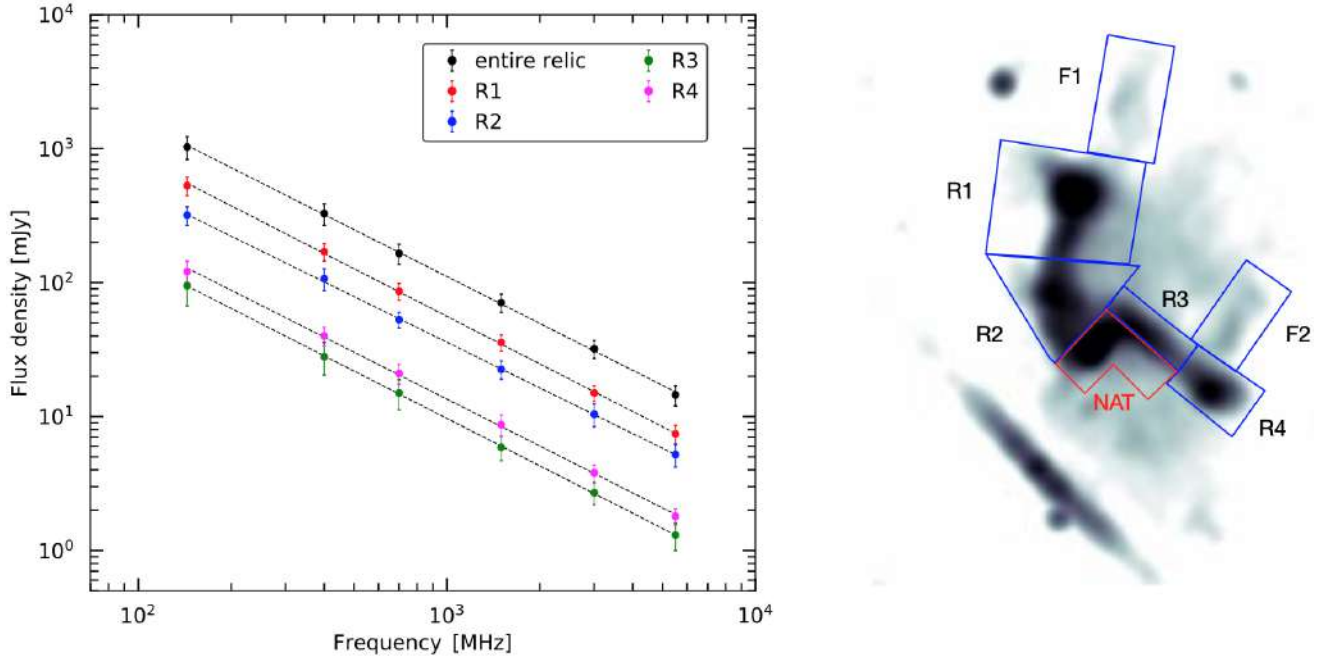 10⁴
10³
10²
10¹
10⁰
Flux density [mJy]
entire relic
R1
R2
R3
R4
10²
10³
10⁴
Frequency [MHz]
F1
R1
R2
R3
F2
NAT
R4